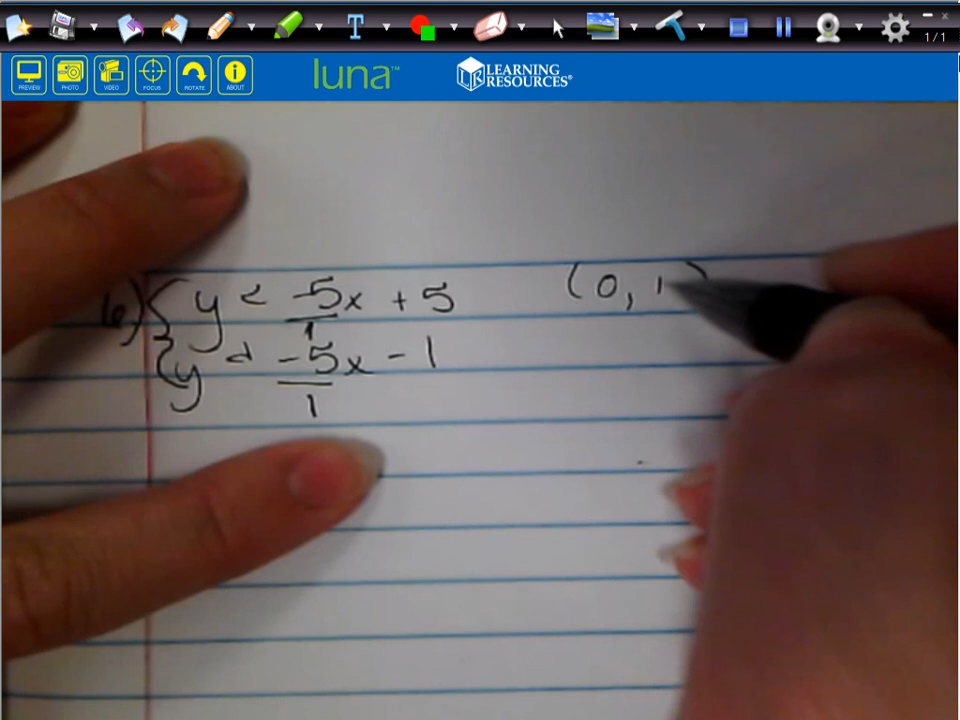 1/1
PREVIEW PHOTO VIDEO FOCUS ROTATE ABOUT
luna™ LEARNING RESOURCES®
6) { y < -5/1 x + 5 (0, 1)
{ y < -5/1 x - 1